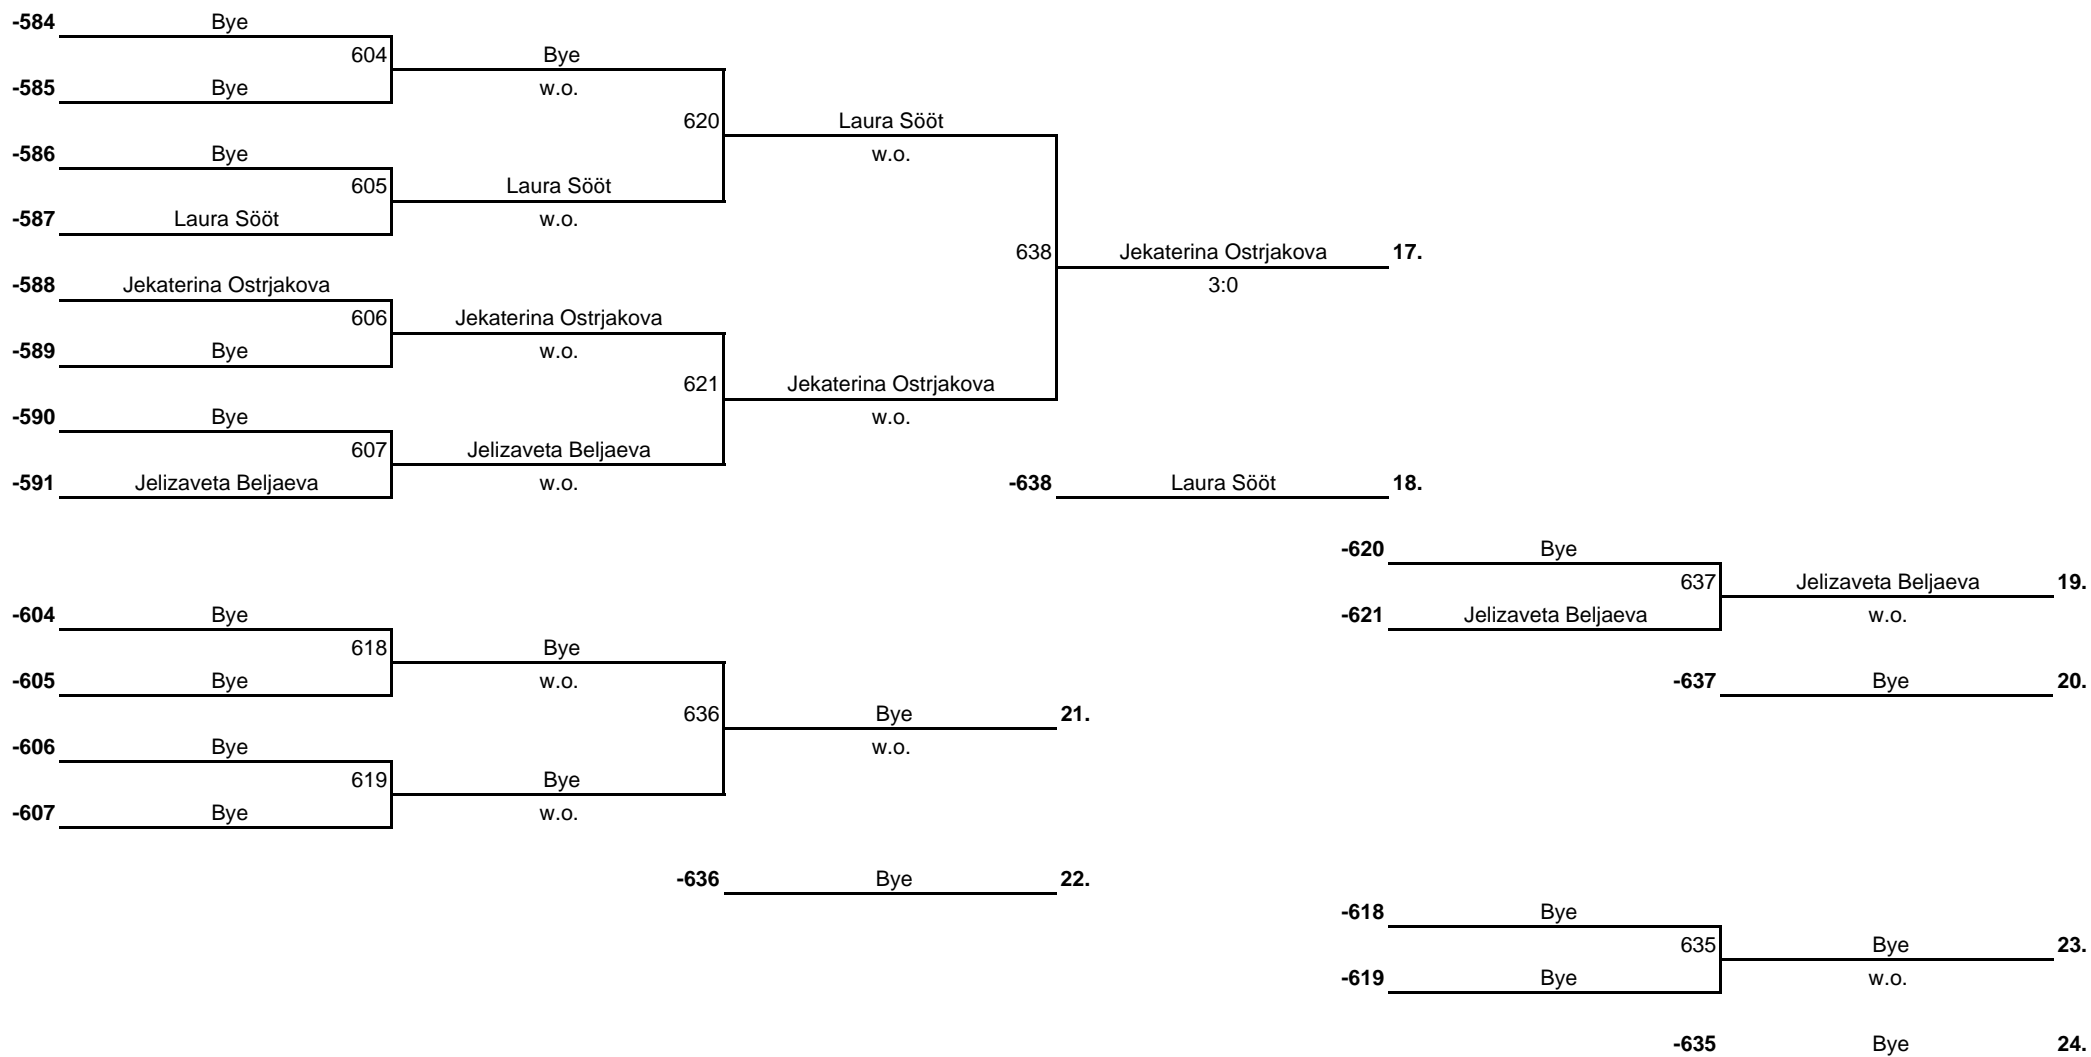 -584 Bye
604 Bye
-585 Bye w.o.
620 Laura Sööt
-586 Bye w.o.
605 Laura Sööt
-587 Laura Sööt w.o.
638 Jekaterina Ostrjakova 17.
-588 Jekaterina Ostrjakova 3:0
606 Jekaterina Ostrjakova
-589 Bye w.o.
621 Jekaterina Ostrjakova
-590 Bye w.o.
607 Jelizaveta Beljaeva
-591 Jelizaveta Beljaeva w.o. -638 Laura Sööt 18.
-620 Bye
637 Jelizaveta Beljaeva 19.
-604 Bye -621 Jelizaveta Beljaeva w.o.
618 Bye
-605 Bye w.o. -637 Bye 20.
636 Bye 21.
-606 Bye w.o.
619 Bye
-607 Bye w.o.
-636 Bye 22.
-618 Bye
635 Bye 23.
-619 Bye w.o.
-635 Bye 24.